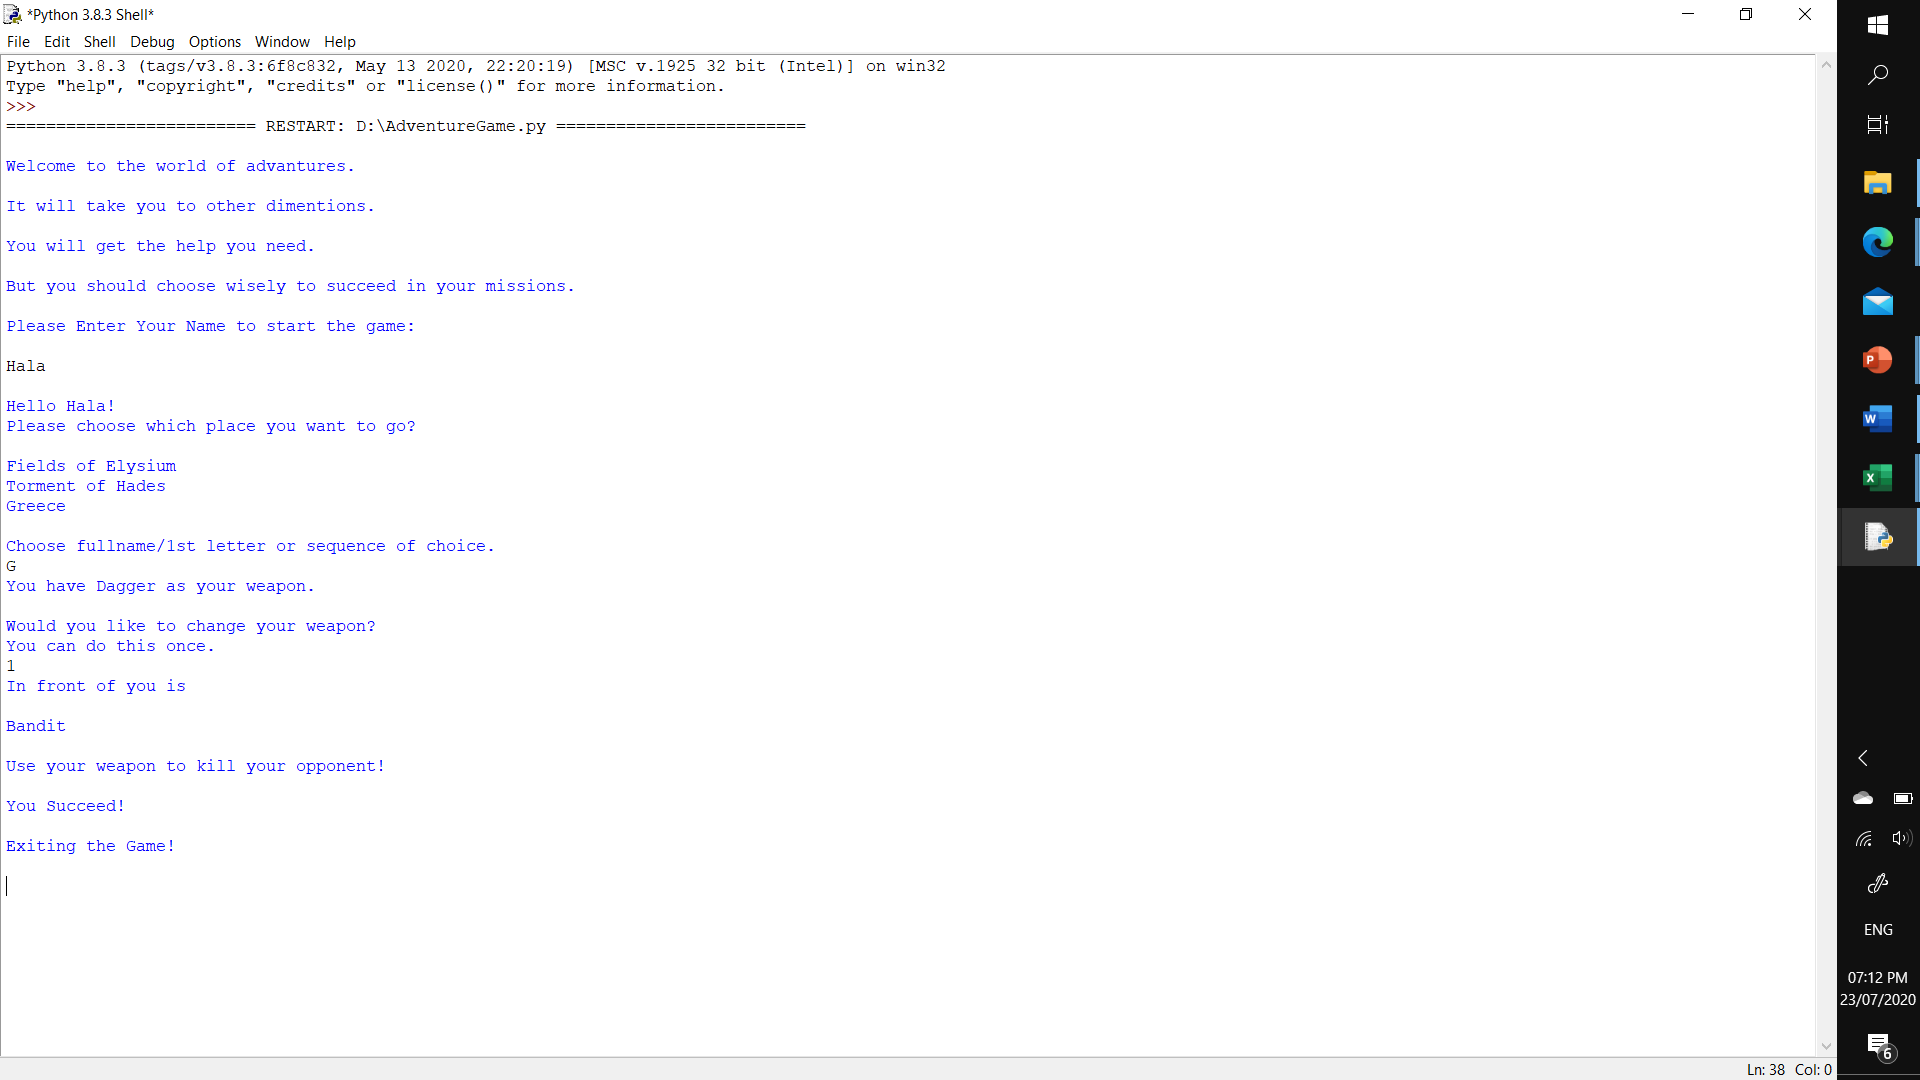 *Python 3.8.3 Shell*
File Edit Shell Debug Options Window Help
Python 3.8.3 (tags/v3.8.3:6f8c832, May 13 2020, 22:20:19) [MSC v.1925 32 bit (Intel)] on win32
Type "help", "copyright", "credits" or "license()" for more information.
>>>
========================= RESTART: D:\AdventureGame.py =========================
Welcome to the world of advantures.
It will take you to other dimentions.
You will get the help you need.
But you should choose wisely to succeed in your missions.
Please Enter Your Name to start the game:
Hala
Hello Hala!
Please choose which place you want to go?
Fields of Elysium
Torment of Hades
Greece
Choose fullname/1st letter or sequence of choice.
G
You have Dagger as your weapon.
Would you like to change your weapon?
You can do this once.
1
In front of you is
Bandit
Use your weapon to kill your opponent!
You Succeed!
Exiting the Game!
Ln: 38 Col: 0
P
W
X
ENG
07:12 PM
23/07/2020
6